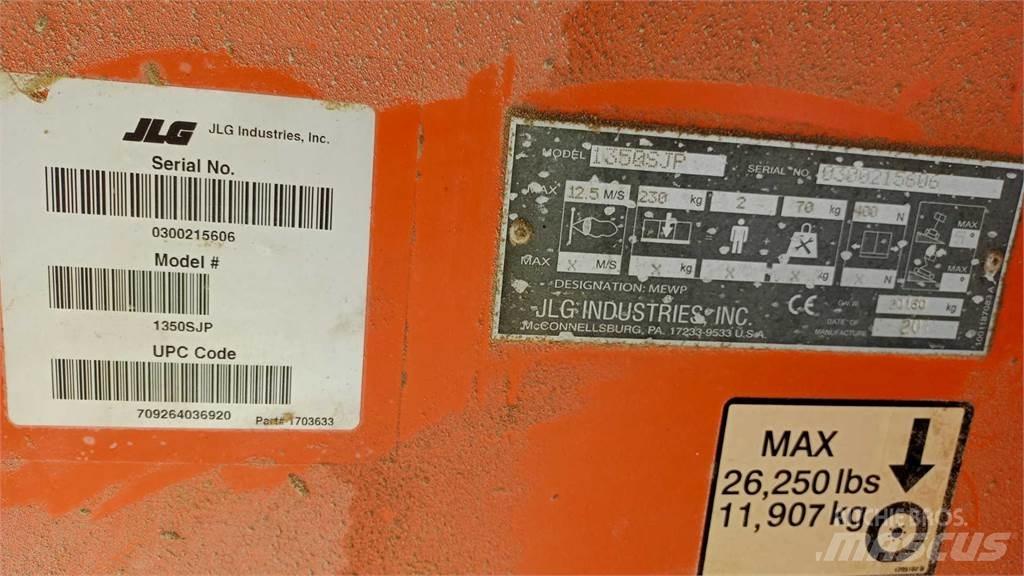 JLG JLG Industries, Inc.
Serial No.
0300215606
Model #
1350SJP
UPC Code
709264036920 Part# 1703633
MODEL 1350SJP SERIAL NO. 0300215606
MAX 12.5 M/S 230 kg 2 70 kg 400 N
MAX °
MAX X M/S X kg X X X N
MAX °
DESIGNATION: MEWP
JLG INDUSTRIES, INC.
McCONNELLSBURG, PA. 17233-9533 U.S.A.
CE
kg
DATE OF MANUFACTURE
MAX
26,250 lbs
11,907 kg
MASCUS